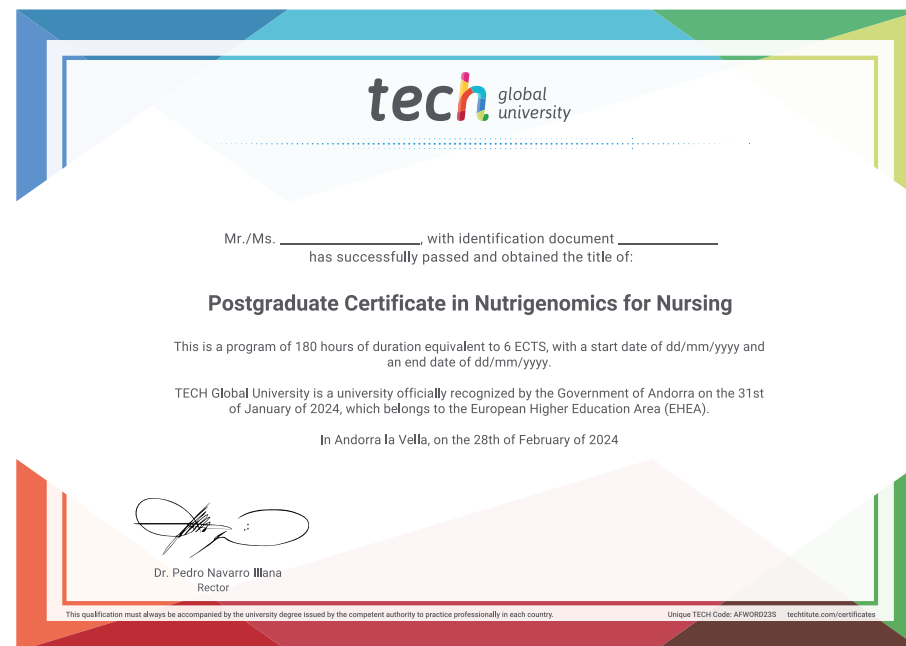 tech global university
Mr./Ms. ____________, with identification document ____________
has successfully passed and obtained the title of:
Postgraduate Certificate in Nutrigenomics for Nursing
This is a program of 180 hours of duration equivalent to 6 ECTS, with a start date of dd/mm/yyyy and
an end date of dd/mm/yyyy.
TECH Global University is a university officially recognized by the Government of Andorra on the 31st
of January of 2024, which belongs to the European Higher Education Area (EHEA).
In Andorra la Vella, on the 28th of February of 2024
Dr. Pedro Navarro Illana
Rector
This qualification must always be accompanied by the university degree issued by the competent authority to practice professionally in each country.
Unique TECH Code: AFWORD23S techtitute.com/certificates